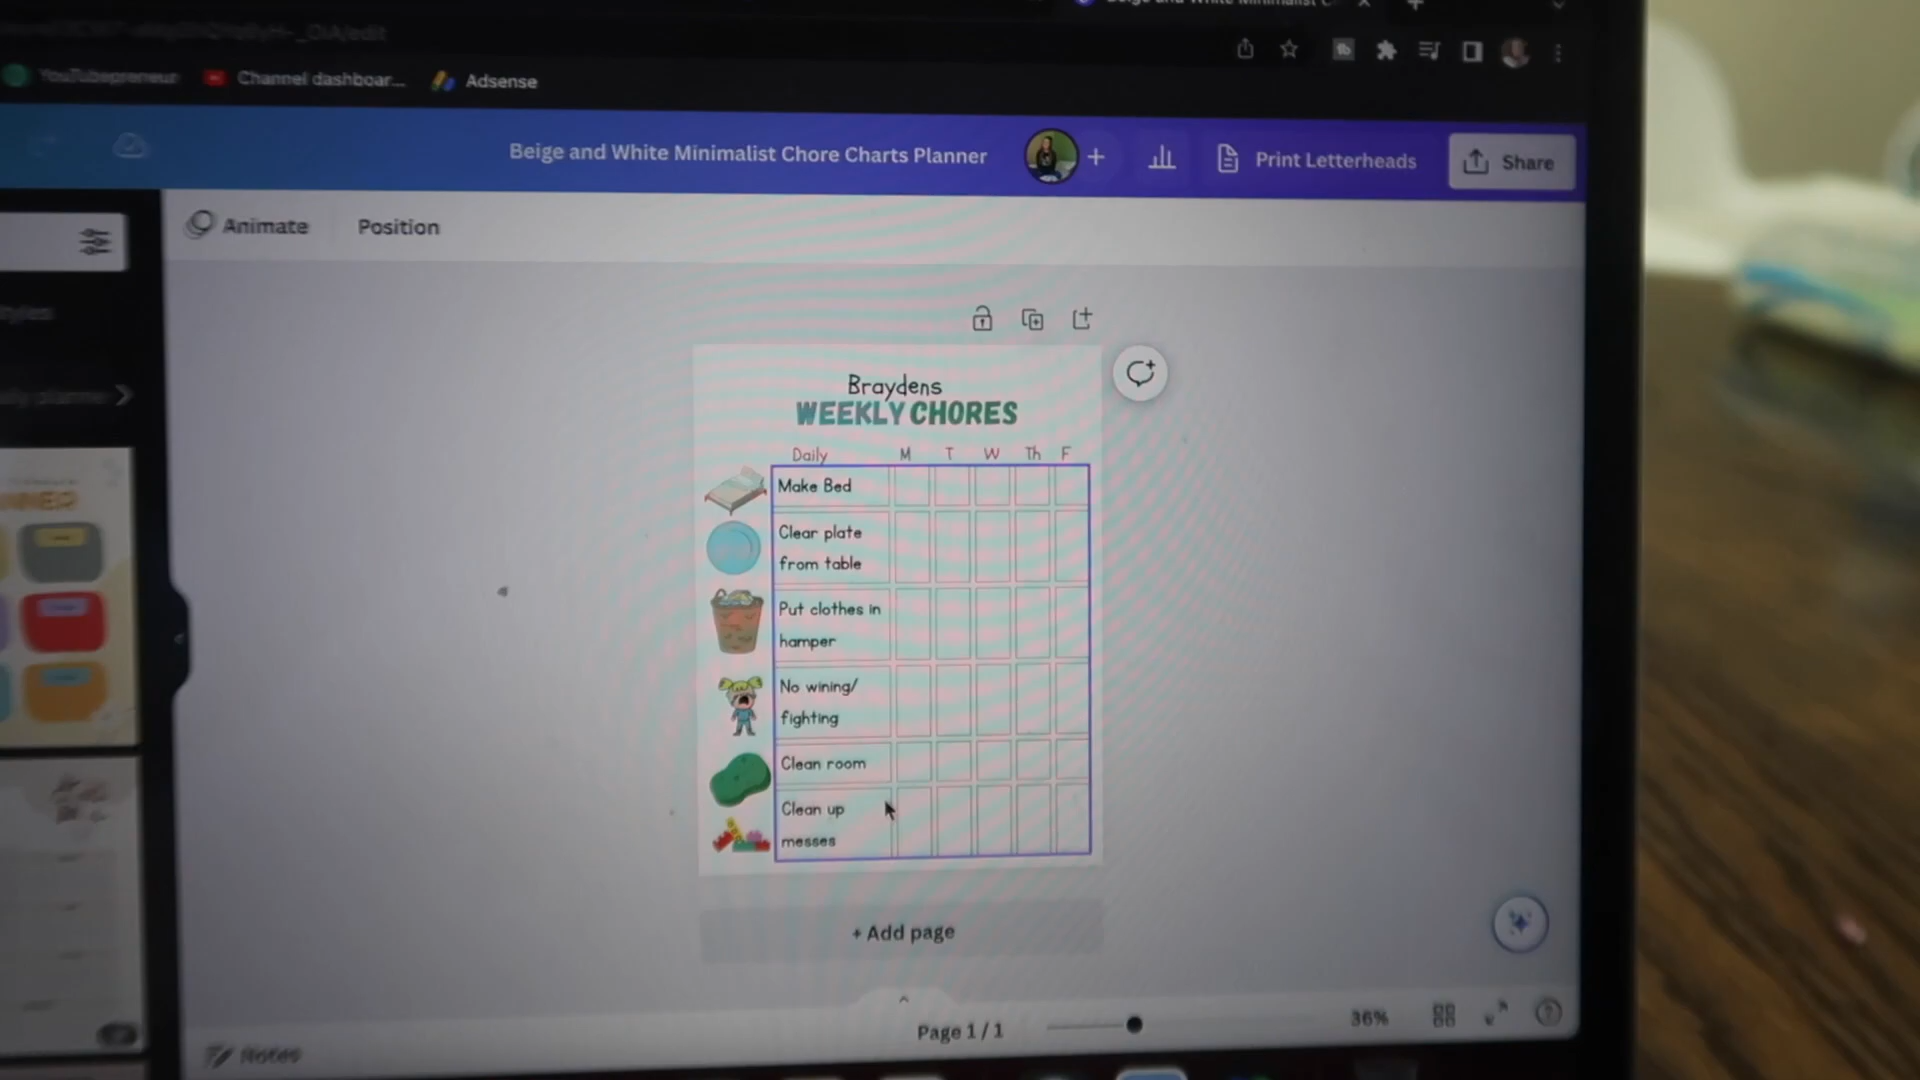 YouTubepreneur
Channel dashboar...
Adsense
Beige and White Minimalist Chore Charts Planner
+
Print Letterheads
Share
Animate
Position
Braydens
WEEKLY CHORES
Daily M T W Th F
Make Bed
Clear plate
from table
Put clothes in
hamper
No wining/
fighting
Clean room
Clean up
messes
+ Add page
Page 1 / 1
36%
Notes